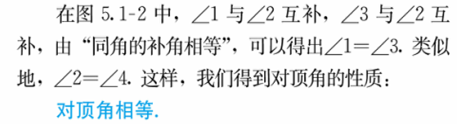 在图 5.1-2 中，∠1 与∠2 互补，∠3 与∠2 互
补，由“同角的补角相等”，可以得出∠1=∠3. 类似
地，∠2=∠4. 这样，我们得到对顶角的性质：
对顶角相等.